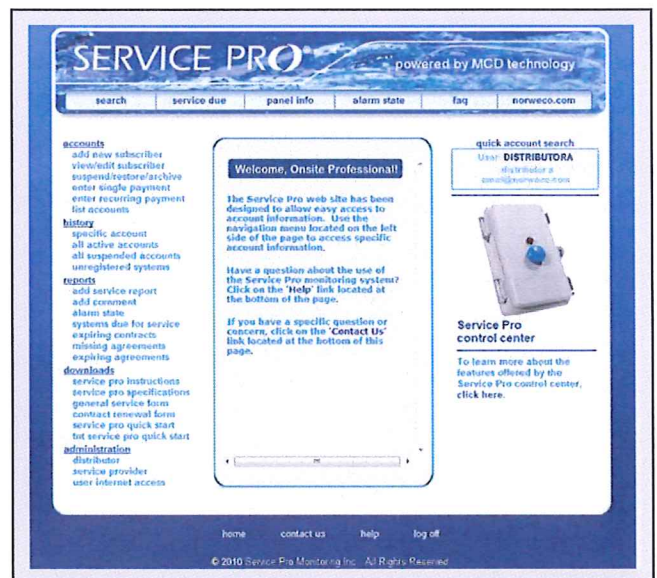 SERVICE PRO powered by MCD technology
search service due panel info alarm state faq norweco.com
accounts
add new subscriber
view/edit subscriber
suspend/restore/archive
enter single payment
enter recurring payment
list accounts
history
specific account
all active accounts
all suspended accounts
unregistered systems
reports
add service report
add comment
alarm state
systems due for service
expiring contracts
missing agreements
expiring agreements
downloads
service pro instructions
service pro specifications
general service form
contract renewal form
service pro quick start
tnt service pro quick start
administration
distributor
service provider
user internet access
Welcome, Onsite Professional!
The Service Pro web site has been
designed to allow easy access to
account information. Use the
navigation menu located on the left
side of the page to access specific
account information.
Have a question about the use of
the Service Pro monitoring system?
Click on the 'Help' link located at
the bottom of the page.
If you have a specific question or
concern, click on the 'Contact Us'
link located at the bottom of this
page.
quick account search
User: DISTRIBUTORA
distributor a
email@norweco.com
Service Pro
control center
To learn more about the
features offered by the
Service Pro control center,
click here.
home contact us help log off
© 2010 Service Pro Monitoring Inc. All Rights Reserved